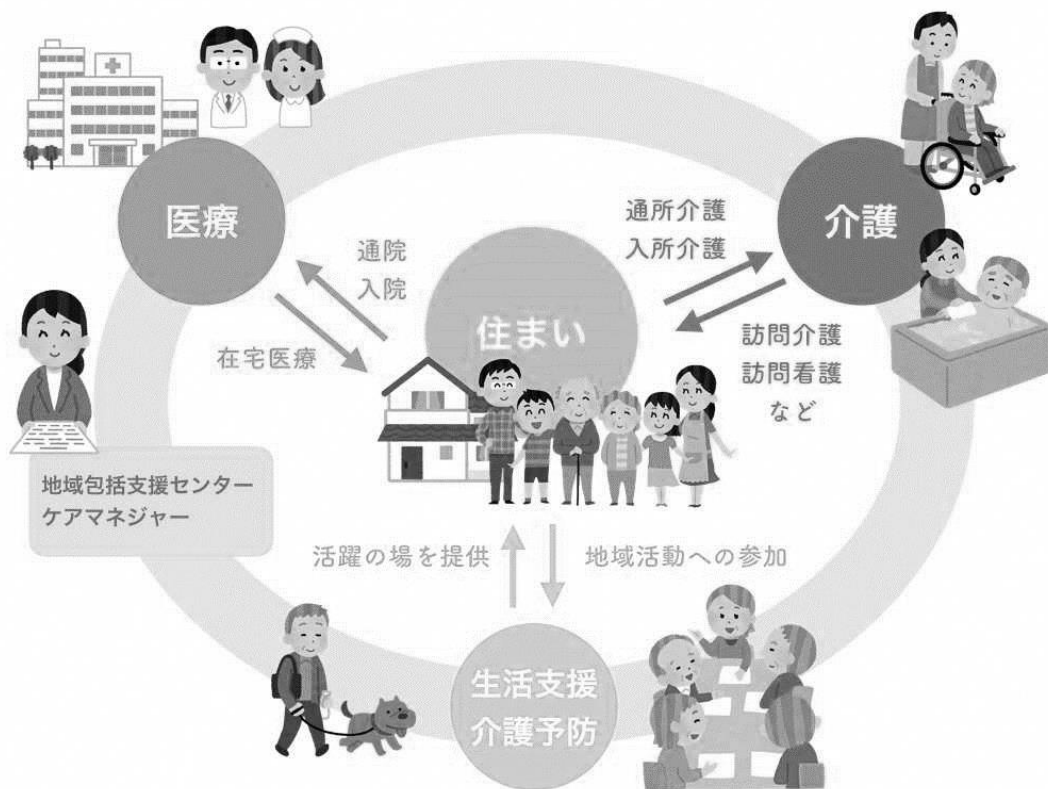 医療
介護
通所介護
入所介護
通院
入院
住まい
在宅医療
訪問介護
訪問看護
など
地域包括支援センター
ケアマネジャー
活躍の場を提供
地域活動への参加
生活支援
介護予防